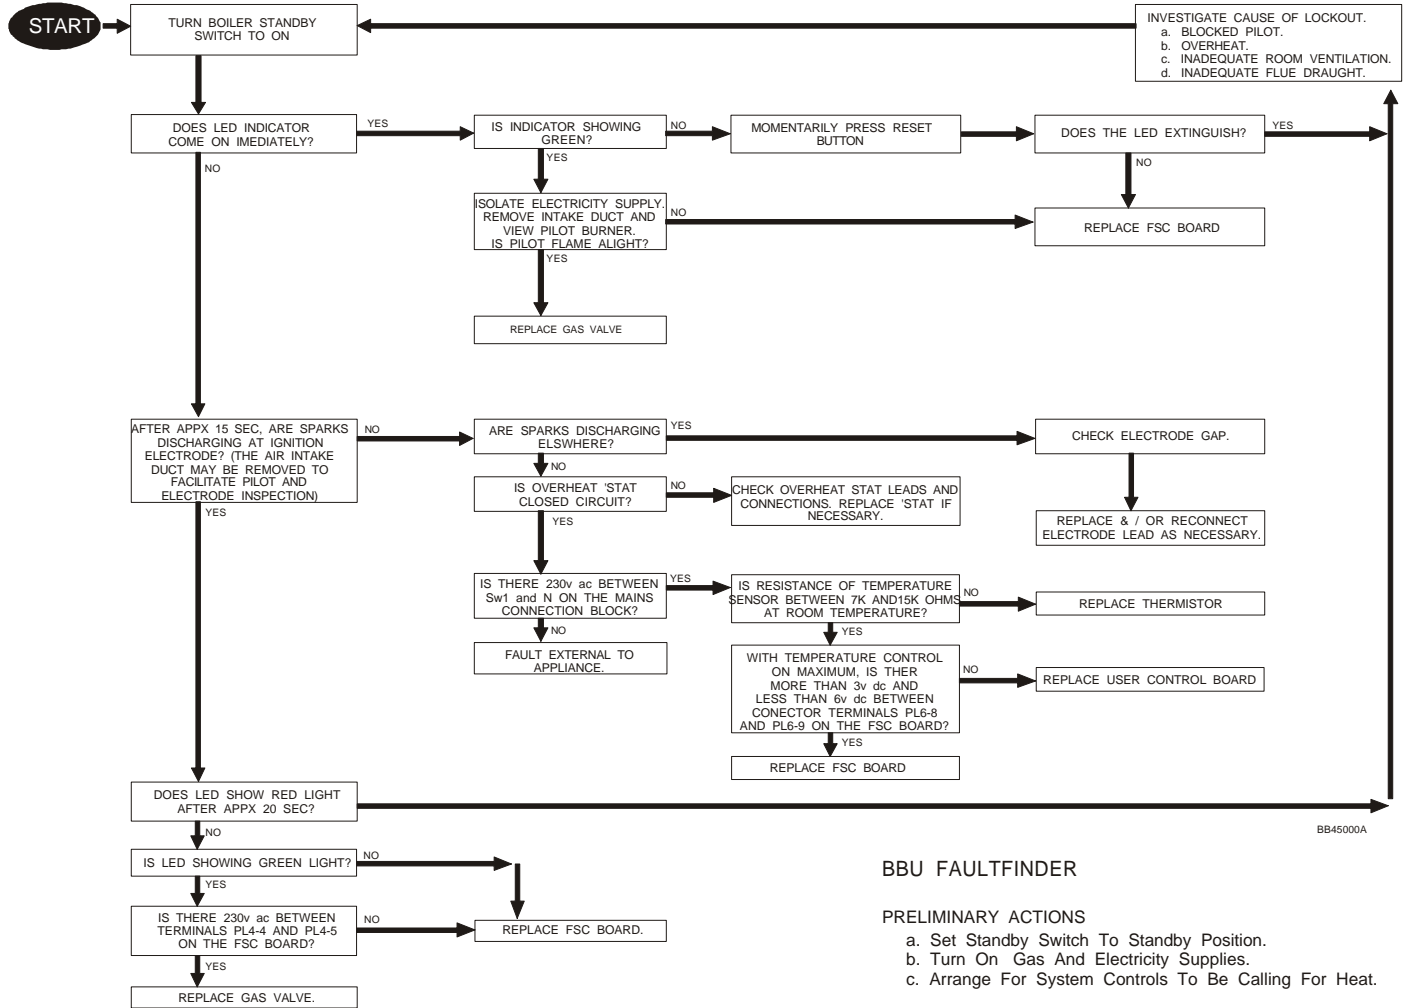 START
TURN BOILER STANDBY
SWITCH TO ON
INVESTIGATE CAUSE OF LOCKOUT.
a. BLOCKED PILOT.
b. OVERHEAT.
c. INADEQUATE ROOM VENTILATION.
d. INADEQUATE FLUE DRAUGHT.
DOES LED INDICATOR
COME ON IMEDIATELY?
YES
NO
IS INDICATOR SHOWING
GREEN?
NO
YES
MOMENTARILY PRESS RESET
BUTTON
DOES THE LED EXTINGUISH?
YES
NO
ISOLATE ELECTRICITY SUPPLY.
REMOVE INTAKE DUCT AND
VIEW PILOT BURNER.
IS PILOT FLAME ALIGHT?
NO
YES
REPLACE FSC BOARD
REPLACE GAS VALVE
AFTER APPX 15 SEC, ARE SPARKS
DISCHARGING AT IGNITION
ELECTRODE? (THE AIR INTAKE
DUCT MAY BE REMOVED TO
FACILITATE PILOT AND
ELECTRODE INSPECTION)
NO
YES
ARE SPARKS DISCHARGING
ELSWHERE?
YES
NO
CHECK ELECTRODE GAP.
IS OVERHEAT 'STAT
CLOSED CIRCUIT?
NO
YES
CHECK OVERHEAT STAT LEADS AND
CONNECTIONS. REPLACE 'STAT IF
NECESSARY.
REPLACE & / OR RECONNECT
ELECTRODE LEAD AS NECESSARY.
IS THERE 230v ac BETWEEN
Sw1 and N ON THE MAINS
CONNECTION BLOCK?
YES
NO
IS RESISTANCE OF TEMPERATURE
SENSOR BETWEEN 7K AND15K OHMS
AT ROOM TEMPERATURE?
NO
YES
REPLACE THERMISTOR
FAULT EXTERNAL TO
APPLIANCE.
WITH TEMPERATURE CONTROL
ON MAXIMUM, IS THER
MORE THAN 3v dc AND
LESS THAN 6v dc BETWEEN
CONECTOR TERMINALS PL6-8
AND PL6-9 ON THE FSC BOARD?
NO
YES
REPLACE USER CONTROL BOARD
REPLACE FSC BOARD
DOES LED SHOW RED LIGHT
AFTER APPX 20 SEC?
NO
BB45000A
IS LED SHOWING GREEN LIGHT?
NO
YES
IS THERE 230v ac BETWEEN
TERMINALS PL4-4 AND PL4-5
ON THE FSC BOARD?
NO
YES
REPLACE FSC BOARD.
REPLACE GAS VALVE.
BBU FAULTFINDER
PRELIMINARY ACTIONS
a. Set Standby Switch To Standby Position.
b. Turn On Gas And Electricity Supplies.
c. Arrange For System Controls To Be Calling For Heat.